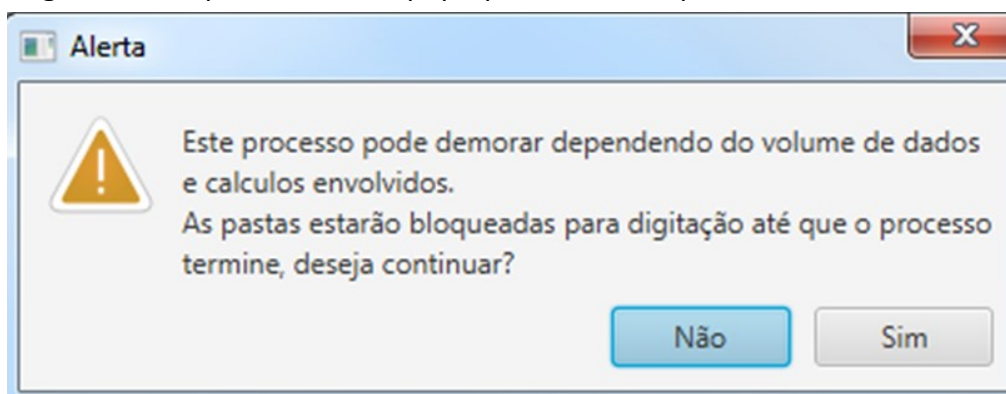 Alerta
Este processo pode demorar dependendo do volume de dados
e calculos envolvidos.
As pastas estarão bloqueadas para digitação até que o processo
termine, deseja continuar?
Não
Sim